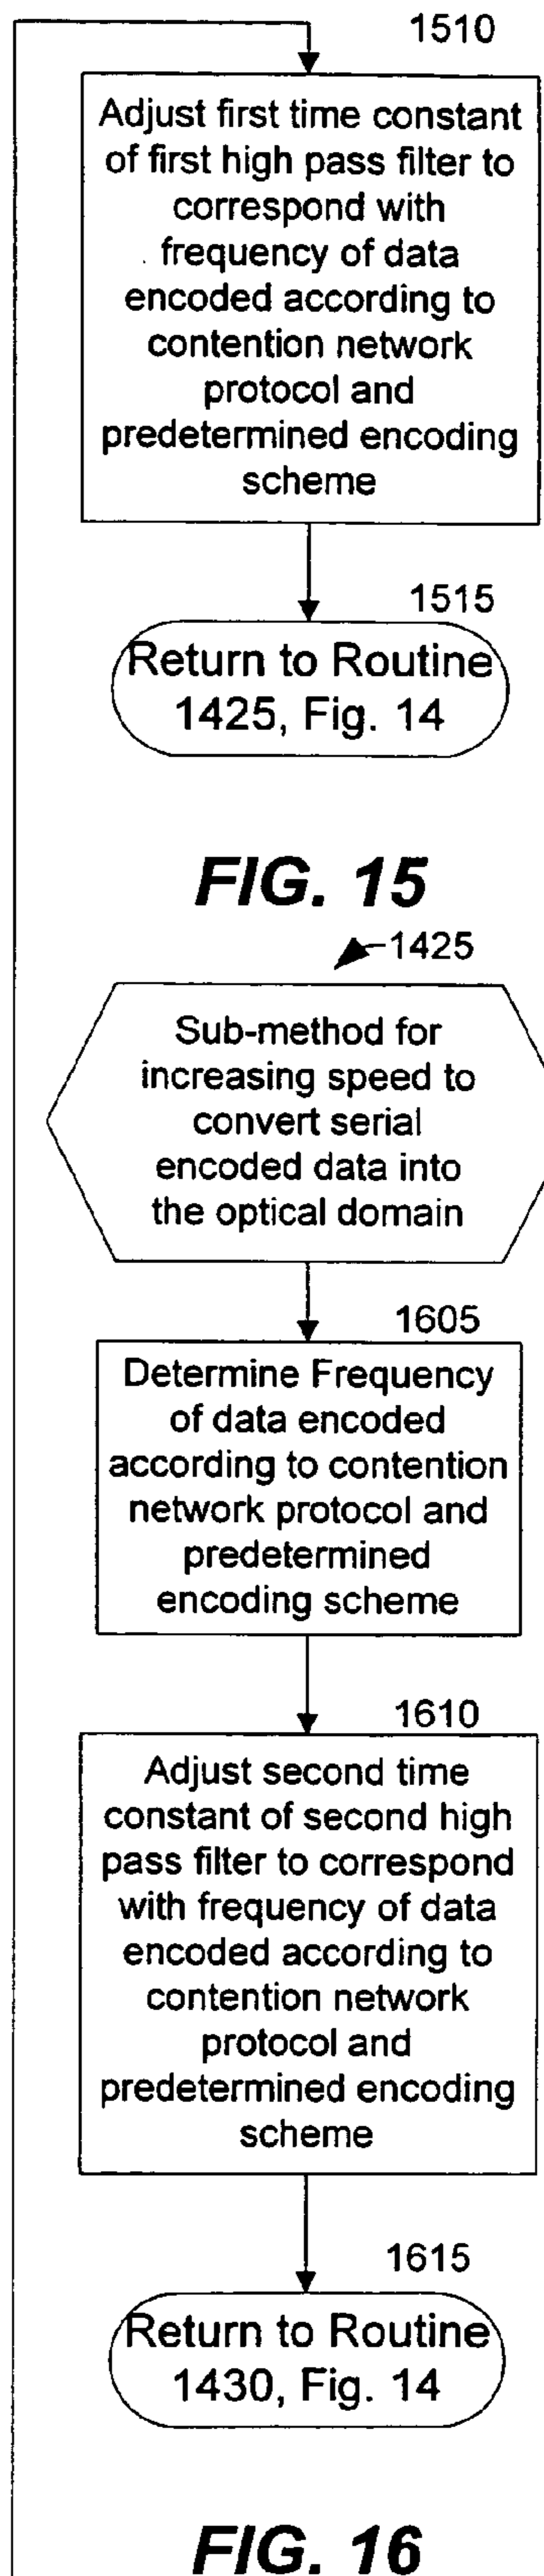 1510
Adjust first time constant
of first high pass filter to
correspond with
frequency of data
encoded according to
contention network
protocol and
predetermined encoding
scheme
1515
Return to Routine
1425, Fig. 14
FIG. 15
1425
Sub-method for
increasing speed to
convert serial
encoded data into
the optical domain
1605
Determine Frequency
of data encoded
according to contention
network protocol and
predetermined
encoding scheme
1610
Adjust second time
constant of second high
pass filter to correspond
with frequency of data
encoded according to
contention network
protocol and
predetermined encoding
scheme
1615
Return to Routine
1430, Fig. 14
FIG. 16